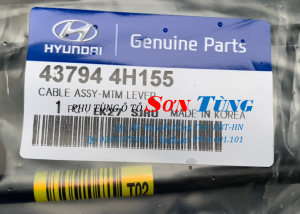 HYUNDAI
Genuine Parts
43794 4H155
CABLE ASSY-MTM LEVER
PHỤ TÙNG Ô TÔ SƠN TÙNG
1
MADE IN KOREA
T02